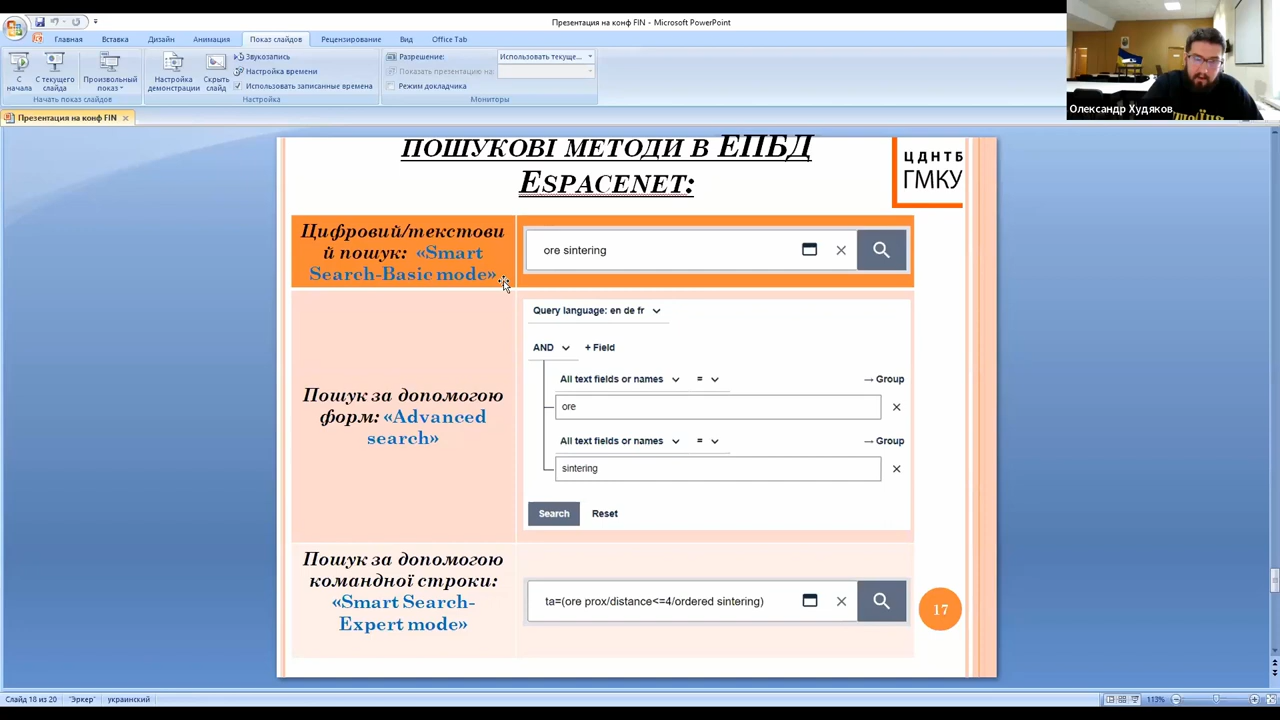 Презентация на конф FIN - Microsoft PowerPoint
Главная Вставка Дизайн Анимация Показ слайдов Рецензирование Вид Office Tab
С начала
С текущего слайда
Произвольный показ
Начать показ слайдов
Настройка демонстрации
Скрыть слайд
Звукозапись
Настройка времени
Использовать записанные времена
Настройка
Разрешение: Использовать текуще...
Показать презентацию на:
Режим докладчика
Мониторы
Олександр Худяков
Презентация на конф FIN
ПОШУКОВІ МЕТОДИ В ЕПБД
ESPACENET:
ЦДНТБ
ГМКУ
Цифровий/текстови
й пошук: «Smart
Search-Basic mode»
ore sintering
Пошук за допомогою
форм: «Advanced
search»
Query language: en de fr
AND + Field
All text fields or names = → Group
ore
All text fields or names = → Group
sintering
Search Reset
Пошук за допомогою
командної строки:
«Smart Search-
Expert mode»
ta=(ore prox/distance<=4/ordered sintering)
17
Слайд 18 из 20 "Эркер" украинский 113%